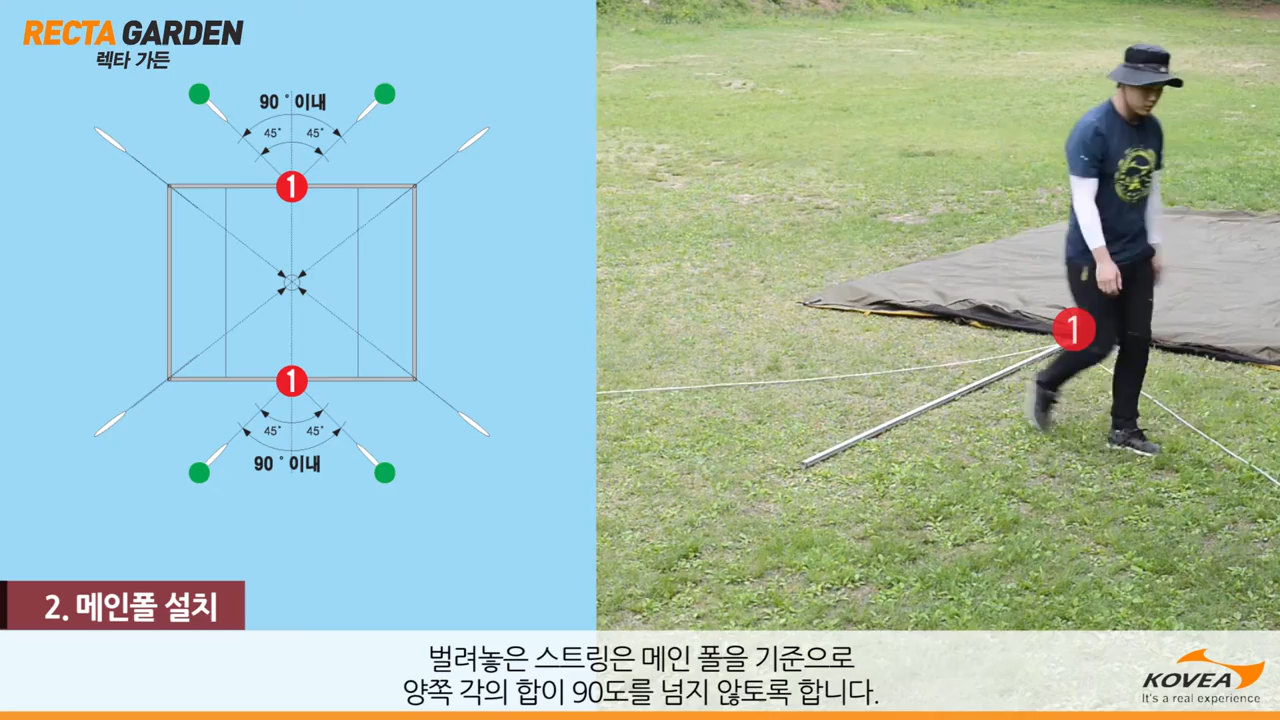 RECTA GARDEN
렉타 가든
90 ° 이내
45° 45°
1
1
45° 45°
90 ° 이내
1
2. 메인폴 설치
벌려놓은 스트링은 메인 폴을 기준으로
양쪽 각의 합이 90도를 넘지 않토록 합니다.
KOVEA
It's a real experience